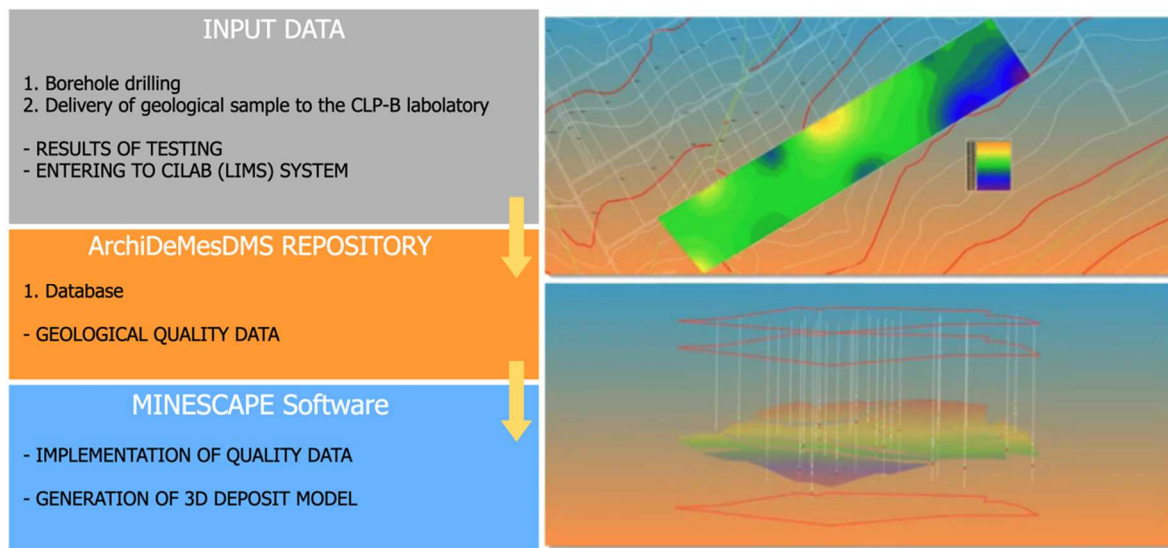 INPUT DATA
1. Borehole drilling
2. Delivery of geological sample to the CLP-B labolatory
- RESULTS OF TESTING
- ENTERING TO CILAB (LIMS) SYSTEM
ArchiDeMesDMS REPOSITORY
1. Database
- GEOLOGICAL QUALITY DATA
MINESCAPE Software
- IMPLEMENTATION OF QUALITY DATA
- GENERATION OF 3D DEPOSIT MODEL